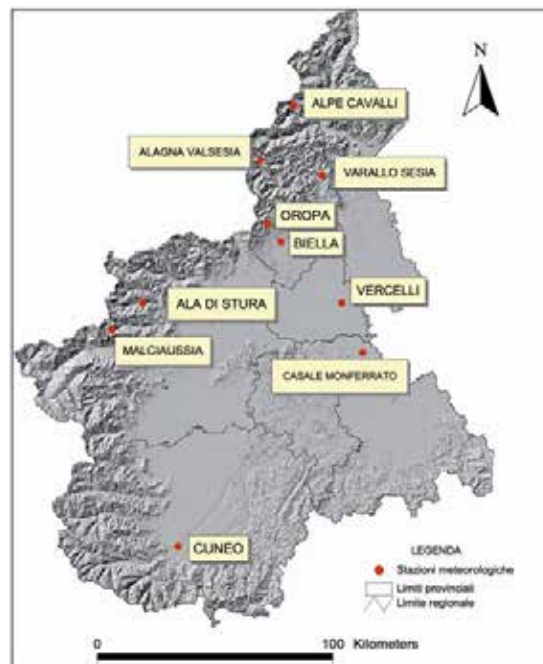 N
ALPE CAVALLI
ALAGNA VALSESIA
VARALLO SESIA
OROPA
BIELLA
ALA DI STURA
VERCELLI
MALCIAUSSIA
CASALE MONFERRATO
CUNEO
LEGENDA
Stazioni meteorologiche
Limiti provinciali
Limite regionale
0 100 Kilometers